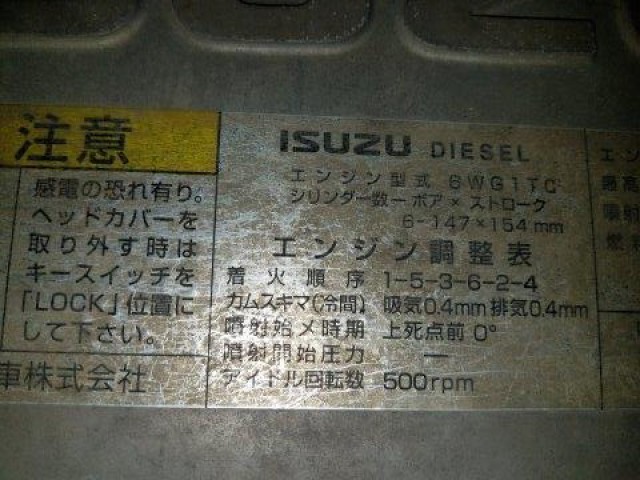 注意
感電の恐れ有り。
ヘッドカバーを
取り外す時は
キースイッチを
「LOCK」位置に
して下さい。
車株式会社
ISUZU DIESEL
エンジン型式 6WG1TC
シリンダー数−ボア×ストローク
6-147×154mm
エンジン調整表
着火順序 1-5-3-6-2-4
カムスキマ(冷間) 吸気0.4mm 排気0.4mm
噴射始メ時期 上死点前 0°
噴射開始圧力 —
アイドル回転数 500rpm
エン
最高
噴射